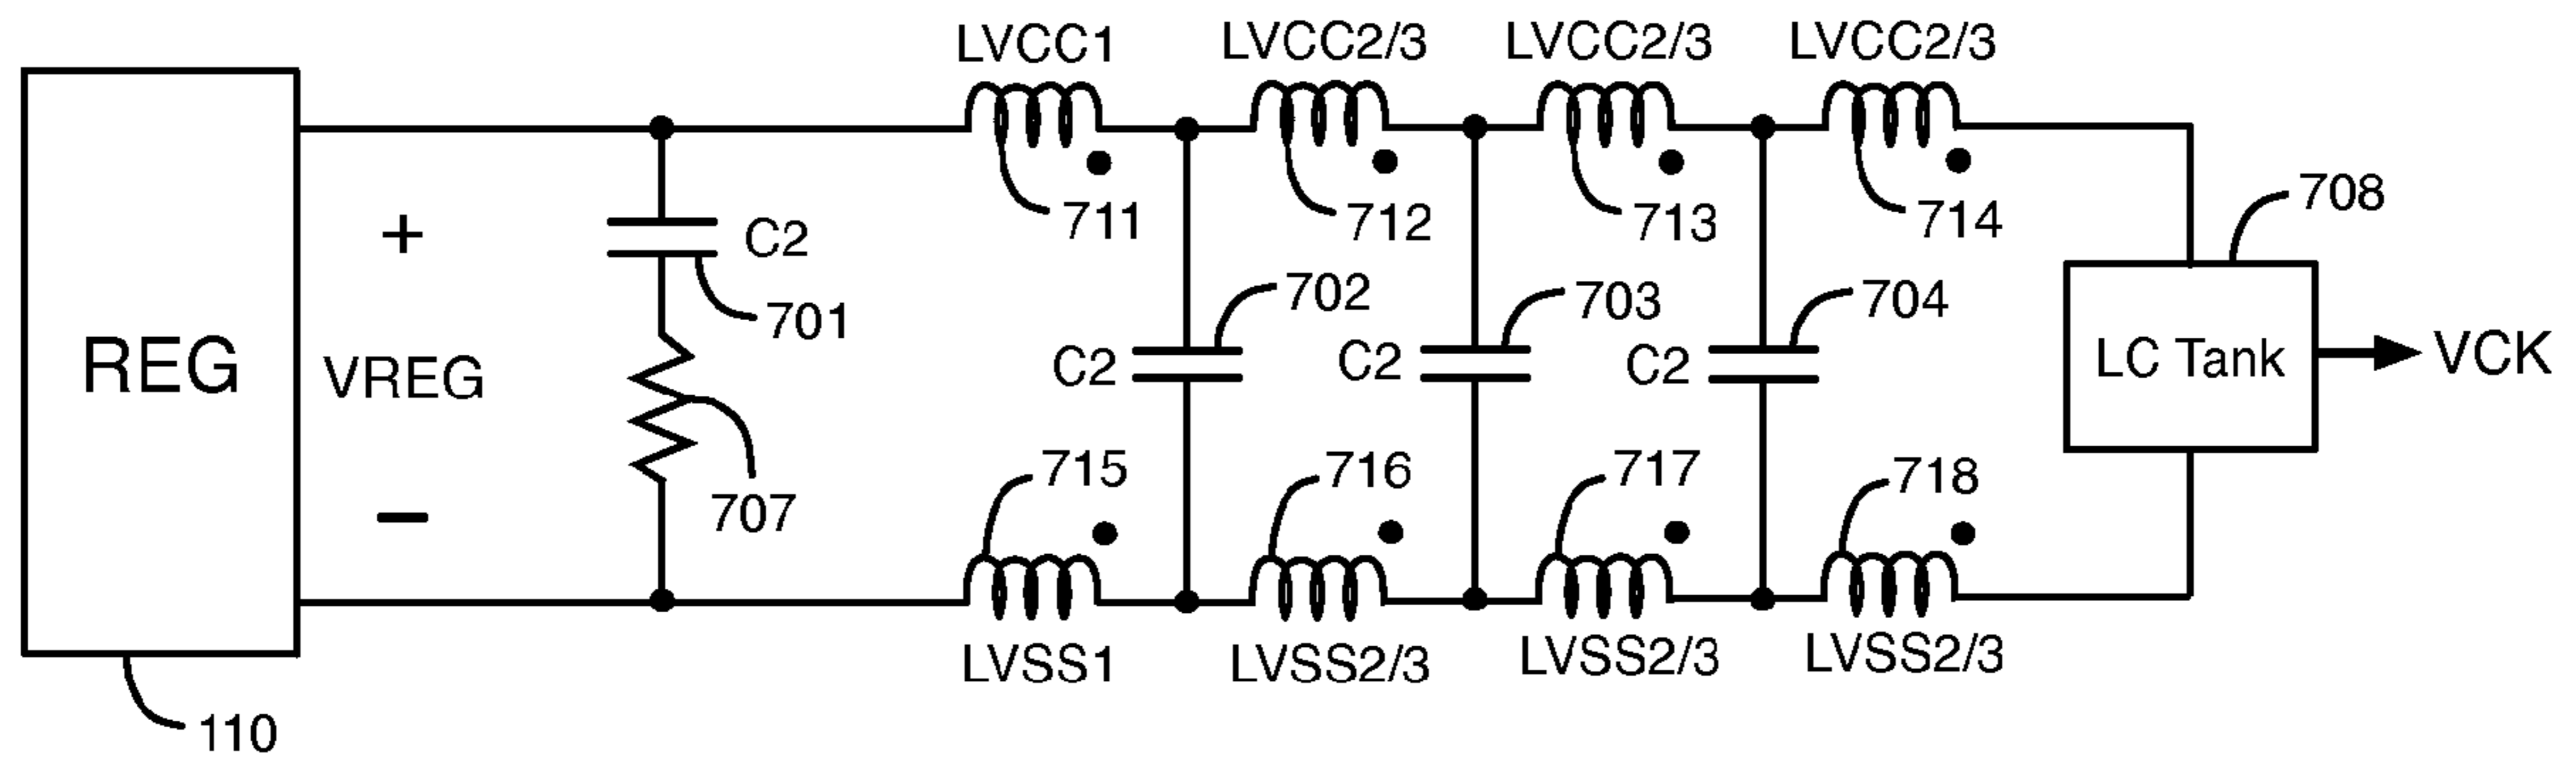 LVCC1 LVCC2/3 LVCC2/3 LVCC2/3
711 712 713 714
708
+
C2
701
702 703 704
REG
VREG
C2 C2 C2
LC Tank
VCK
715 716 717 718
707
−
LVSS1 LVSS2/3 LVSS2/3 LVSS2/3
110